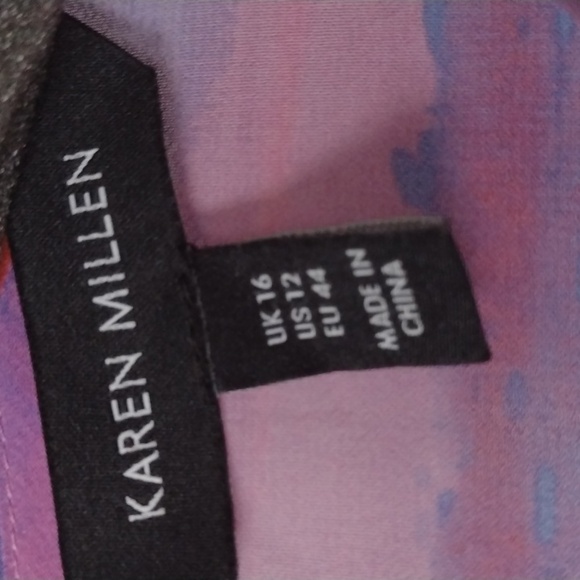 KAREN MILLEN
UK 16
US 12
EU 44
MADE IN
CHINA